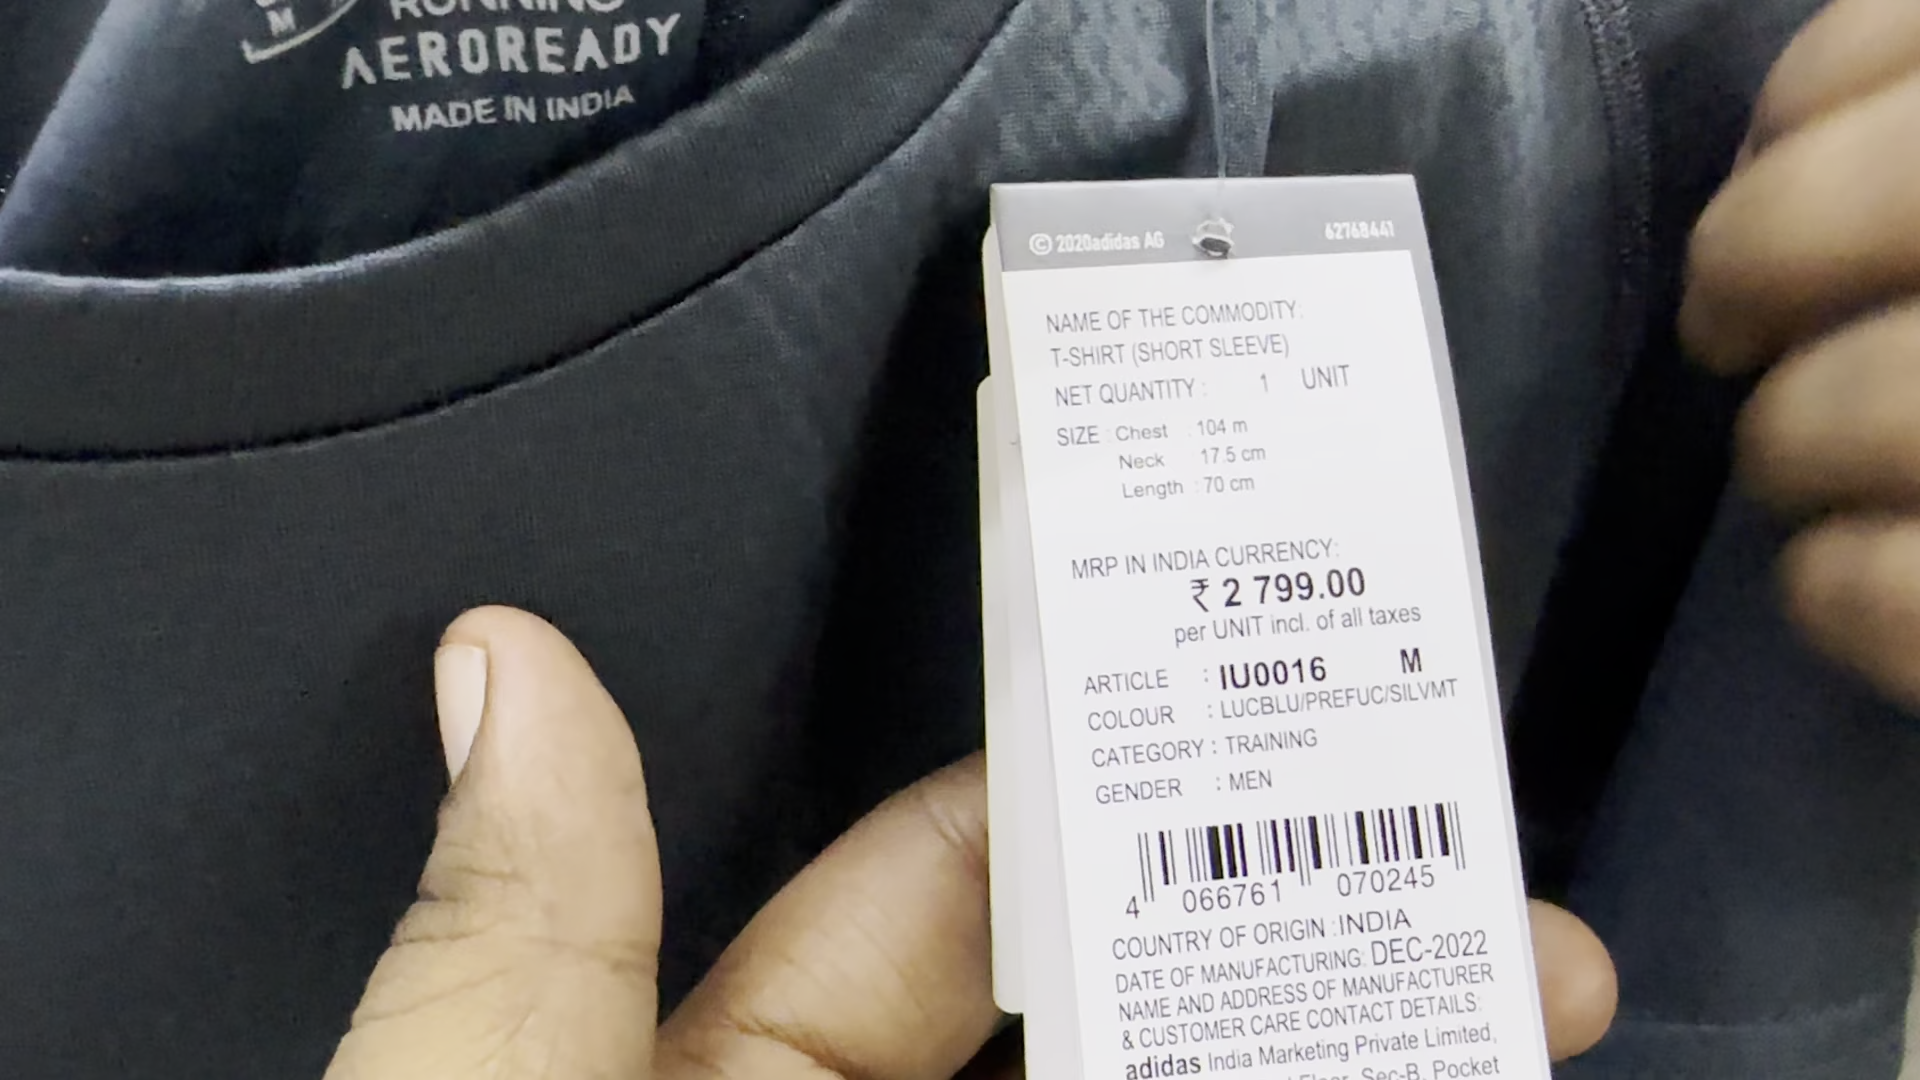 M
RUNNING
AEROREADY
MADE IN INDIA
© 2020adidas AG 62768441
NAME OF THE COMMODITY:
T-SHIRT (SHORT SLEEVE)
NET QUANTITY : 1 UNIT
SIZE : Chest : 104 m
Neck 17.5 cm
Length : 70 cm
MRP IN INDIA CURRENCY:
₹ 2 799.00
per UNIT incl. of all taxes
ARTICLE : IU0016 M
COLOUR : LUCBLU/PREFUC/SILVMT
CATEGORY : TRAINING
GENDER : MEN
4 066761 070245
COUNTRY OF ORIGIN :INDIA
DATE OF MANUFACTURING: DEC-2022
NAME AND ADDRESS OF MANUFACTURER
& CUSTOMER CARE CONTACT DETAILS:
adidas India Marketing Private Limited,
Floor, Sec-B, Pocket